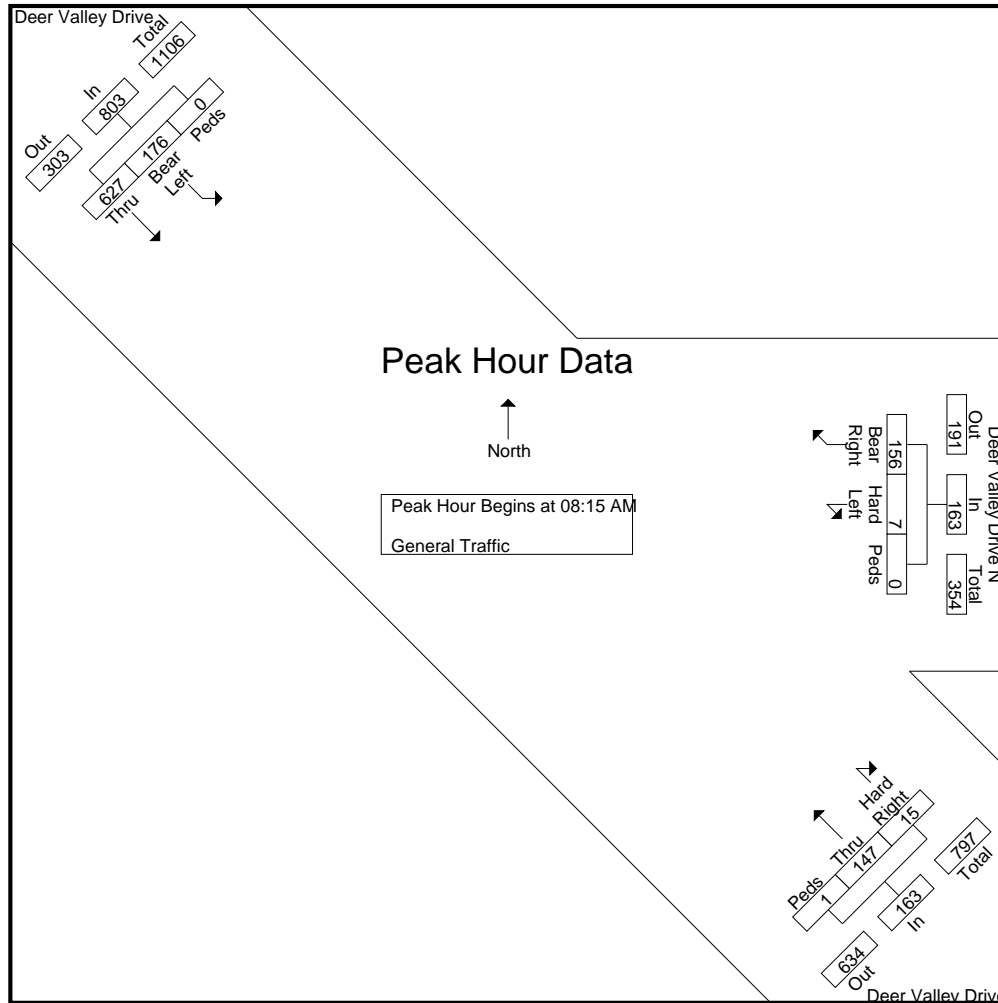 Deer Valley Drive
Out
303
In
803
Total
1106
627
176
0
Thru
Bear
Left
Peds
Peak Hour Data
North
Peak Hour Begins at 08:15 AM
General Traffic
Deer Valley Drive N
Out
191
In
163
Total
354
156
7
0
Bear
Right
Hard
Left
Peds
Hard
Right
Thru
Peds
15
147
1
797
Total
163
In
634
Out
Deer Valley Drive